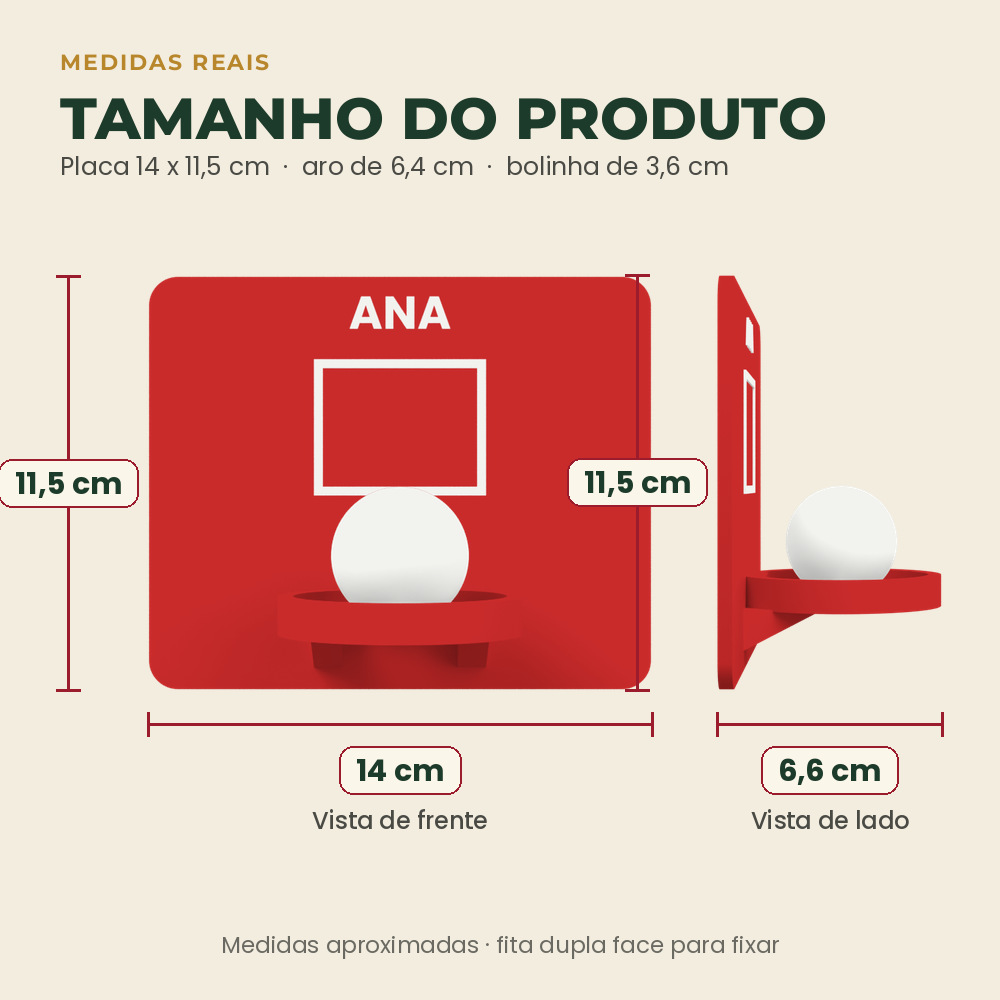 MEDIDAS REAIS
TAMANHO DO PRODUTO
Placa 14 x 11,5 cm · aro de 6,4 cm · bolinha de 3,6 cm
ANA
11,5 cm
11,5 cm
14 cm
6,6 cm
Vista de frente
Vista de lado
Medidas aproximadas · fita dupla face para fixar